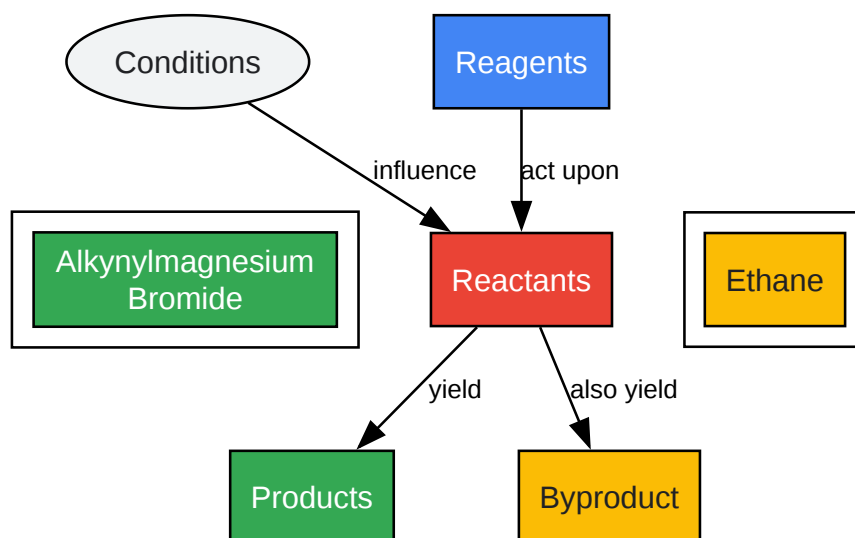 Conditions
Reagents
influence
act upon
Alkynylmagnesium
Bromide
Reactants
Ethane
yield
also yield
Products
Byproduct